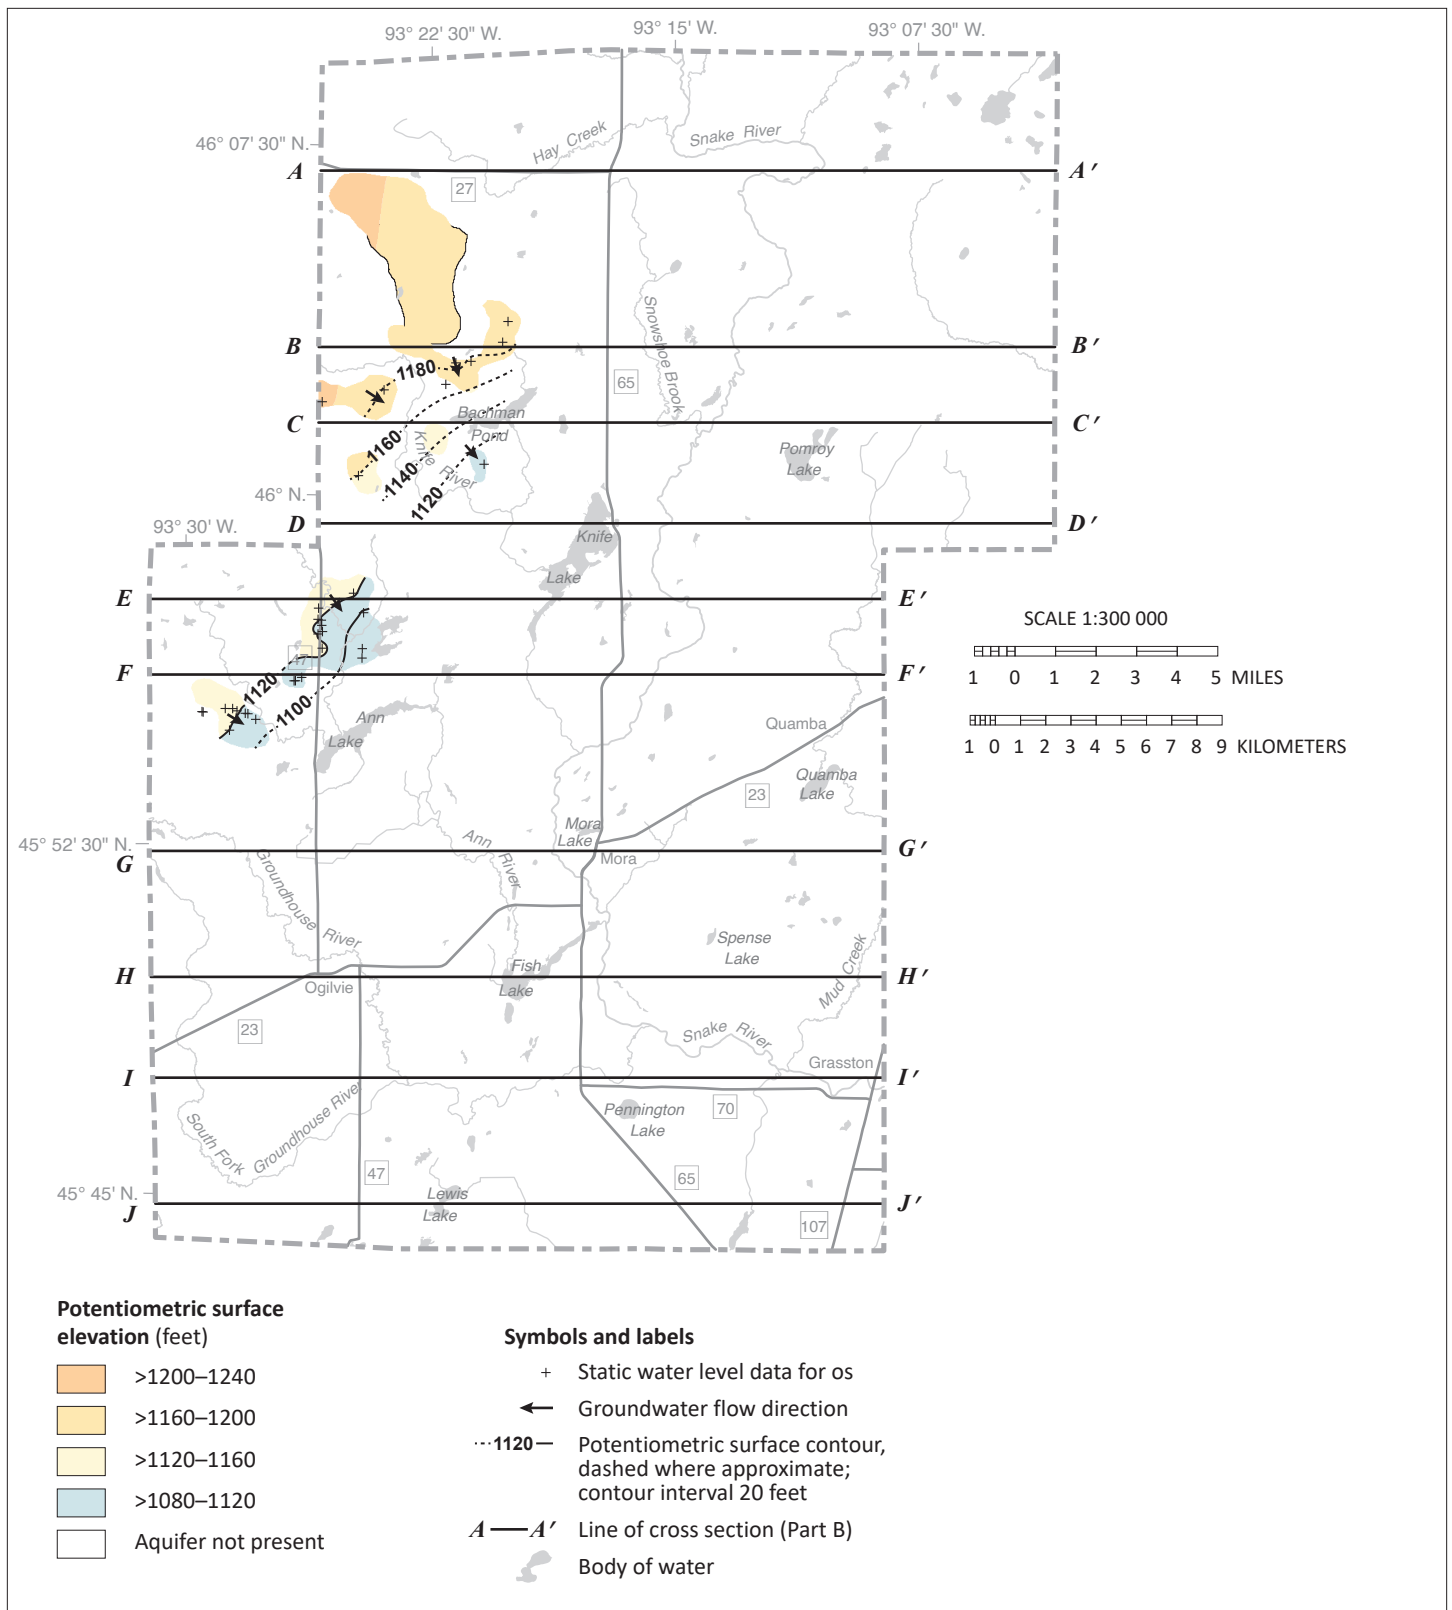 93° 22' 30" W.
93° 15' W.
93° 07' 30" W.
46° 07' 30" N.
Hay Creek
Snake River
A
A′
27
Snowshoe Brook
B
B′
1180
65
C
Bachman
Pond
C′
1160
Knife
River
1140
1120
Pomroy
Lake
46° N.
D
D′
93° 30' W.
Knife
Lake
E
E′
SCALE 1:300 000
1 0 1 2 3 4 5 MILES
1 0 1 2 3 4 5 6 7 8 9 KILOMETERS
47
F
F′
1120
1100
Ann
Lake
Quamba
Quamba
Lake
23
Mora
Lake
45° 52' 30" N.
G
G′
Mora
Ann River
Groundhouse River
Spense
Lake
Mud Creek
H
H′
Fish
Lake
Ogilvie
23
Snake River
Grasston
I
I′
Pennington
Lake
70
South Fork
Groundhouse River
47
65
45° 45' N.
Lewis
Lake
J
J′
107
Potentiometric surface
elevation (feet)
>1200–1240
>1160–1200
>1120–1160
>1080–1120
Aquifer not present
Symbols and labels
Static water level data for os
Groundwater flow direction
1120
Potentiometric surface contour,
dashed where approximate;
contour interval 20 feet
A A′ Line of cross section (Part B)
Body of water